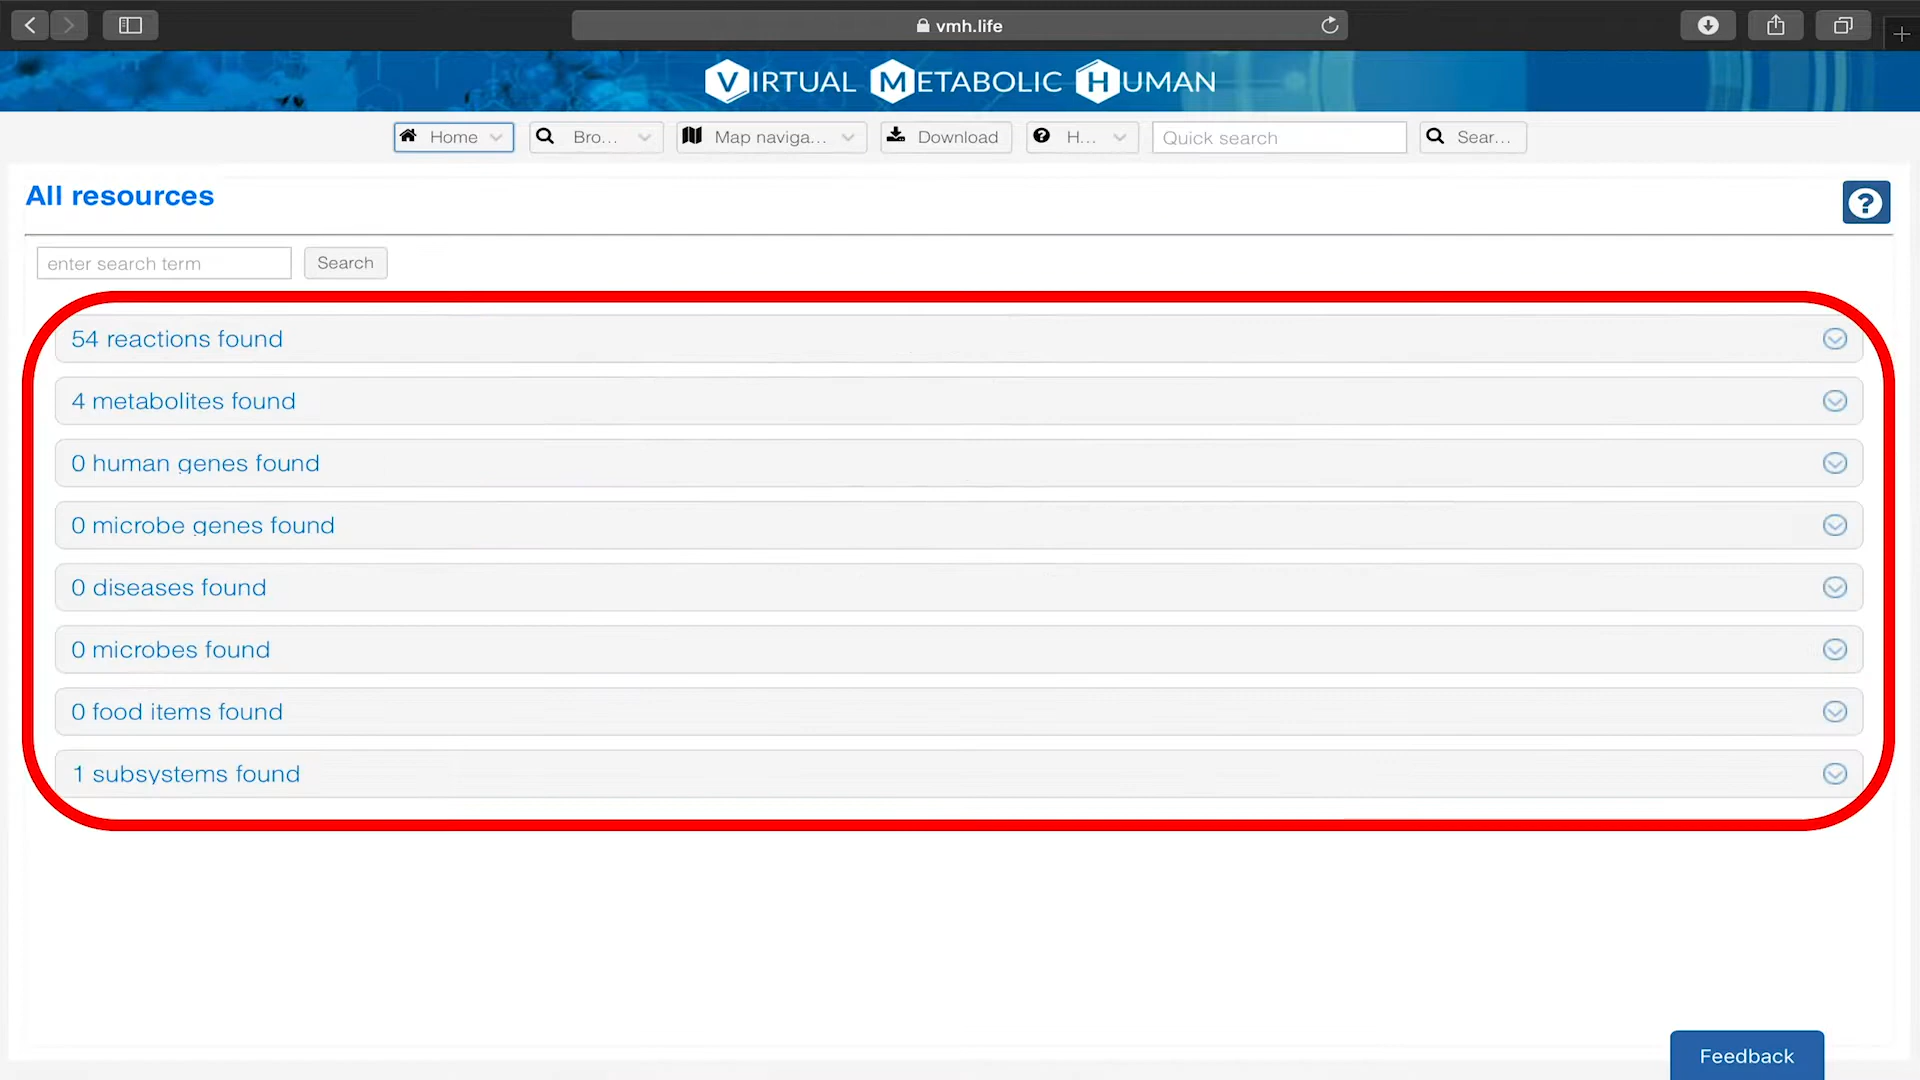 vmh.life
VIRTUAL METABOLIC HUMAN
Home Bro... Map naviga... Download H... Quick search Sear...
All resources
enter search term Search
54 reactions found
4 metabolites found
0 human genes found
0 microbe genes found
0 diseases found
0 microbes found
0 food items found
1 subsystems found
Feedback